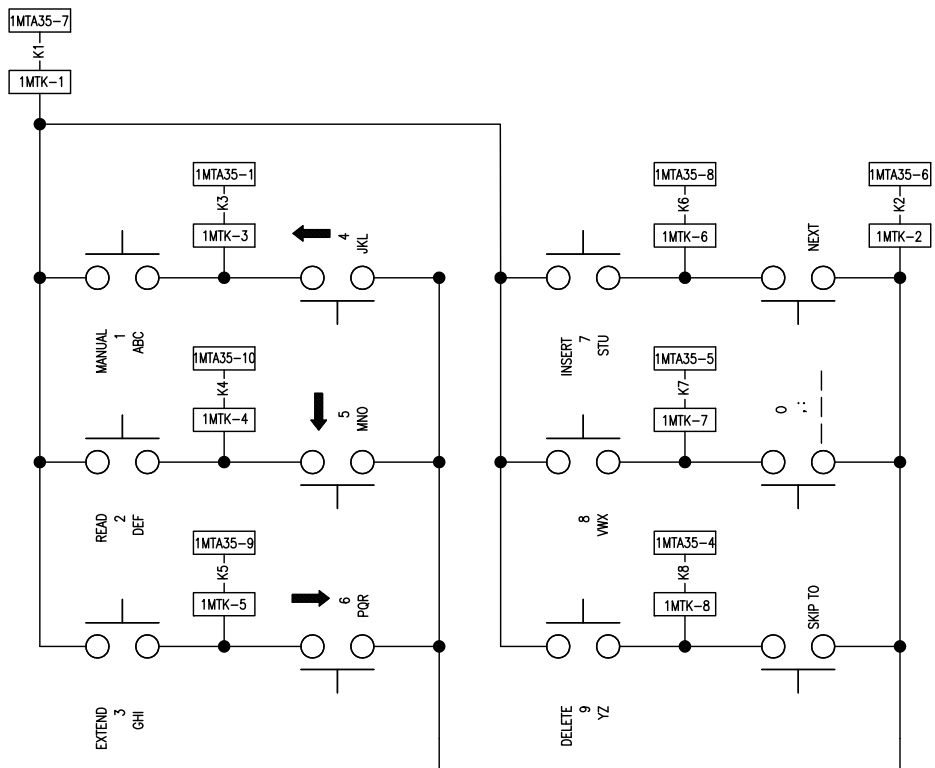 1MTA35-7
K1
1MTK-1
1MTA35-1
K3
1MTK-3
4
JKL
1MTA35-8
K6
1MTK-6
NEXT
1MTA35-6
K2
1MTK-2
MANUAL
1
ABC
1MTA35-10
K4
1MTK-4
5
MNO
INSERT
7
STU
1MTA35-5
K7
1MTK-7
0
,:
READ
2
DEF
1MTA35-9
K5
1MTK-5
6
PQR
8
VWX
1MTA35-4
K8
1MTK-8
SKIP TO
EXTEND
3
GHI
DELETE
9
YZ